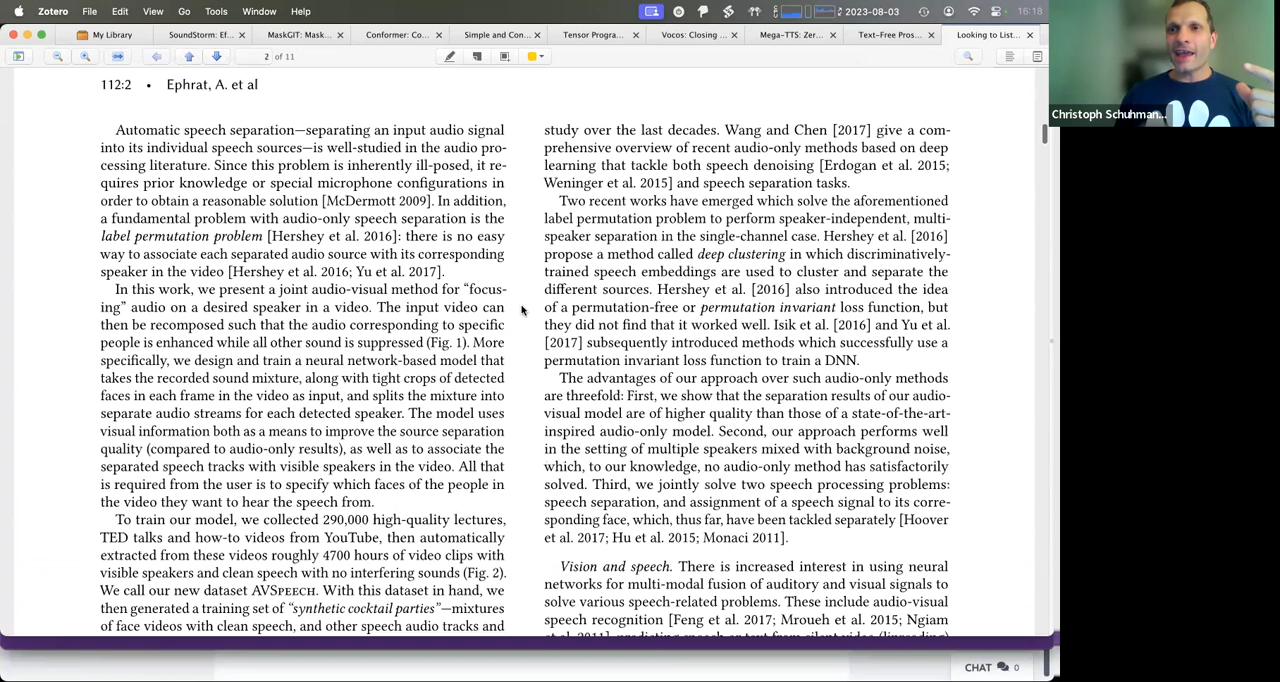 Zotero File Edit View Go Tools Window Help 2023-08-03 16:18
My Library SoundStorm: Ef... MaskGIT: Mask... Conformer: Co... Simple and Con... Tensor Progra... Vocos: Closing ... Mega-TTS: Zer... Text-Free Pros... Looking to List...
2 of 11
Christoph Schuhman...
112:2 • Ephrat, A. et al
Automatic speech separation—separating an input audio signal
into its individual speech sources—is well-studied in the audio pro-
cessing literature. Since this problem is inherently ill-posed, it re-
quires prior knowledge or special microphone configurations in
order to obtain a reasonable solution [McDermott 2009]. In addition,
a fundamental problem with audio-only speech separation is the
label permutation problem [Hershey et al. 2016]: there is no easy
way to associate each separated audio source with its corresponding
speaker in the video [Hershey et al. 2016; Yu et al. 2017].
In this work, we present a joint audio-visual method for “focus-
ing” audio on a desired speaker in a video. The input video can
then be recomposed such that the audio corresponding to specific
people is enhanced while all other sound is suppressed (Fig. 1). More
specifically, we design and train a neural network-based model that
takes the recorded sound mixture, along with tight crops of detected
faces in each frame in the video as input, and splits the mixture into
separate audio streams for each detected speaker. The model uses
visual information both as a means to improve the source separation
quality (compared to audio-only results), as well as to associate the
separated speech tracks with visible speakers in the video. All that
is required from the user is to specify which faces of the people in
the video they want to hear the speech from.
To train our model, we collected 290,000 high-quality lectures,
TED talks and how-to videos from YouTube, then automatically
extracted from these videos roughly 4700 hours of video clips with
visible speakers and clean speech with no interfering sounds (Fig. 2).
We call our new dataset AVSPEECH. With this dataset in hand, we
then generated a training set of “synthetic cocktail parties”—mixtures
of face videos with clean speech, and other speech audio tracks and
study over the last decades. Wang and Chen [2017] give a com-
prehensive overview of recent audio-only methods based on deep
learning that tackle both speech denoising [Erdogan et al. 2015;
Weninger et al. 2015] and speech separation tasks.
Two recent works have emerged which solve the aforementioned
label permutation problem to perform speaker-independent, multi-
speaker separation in the single-channel case. Hershey et al. [2016]
propose a method called deep clustering in which discriminatively-
trained speech embeddings are used to cluster and separate the
different sources. Hershey et al. [2016] also introduced the idea
of a permutation-free or permutation invariant loss function, but
they did not find that it worked well. Isik et al. [2016] and Yu et al.
[2017] subsequently introduced methods which successfully use a
permutation invariant loss function to train a DNN.
The advantages of our approach over such audio-only methods
are threefold: First, we show that the separation results of our audio-
visual model are of higher quality than those of a state-of-the-art-
inspired audio-only model. Second, our approach performs well
in the setting of multiple speakers mixed with background noise,
which, to our knowledge, no audio-only method has satisfactorily
solved. Third, we jointly solve two speech processing problems:
speech separation, and assignment of a speech signal to its corre-
sponding face, which, thus far, have been tackled separately [Hoover
et al. 2017; Hu et al. 2015; Monaci 2011].
Vision and speech. There is increased interest in using neural
networks for multi-modal fusion of auditory and visual signals to
solve various speech-related problems. These include audio-visual
speech recognition [Feng et al. 2017; Mroueh et al. 2015; Ngiam
et al. 2011], predicting speech or text from silent video (lipreading)
CHAT 0